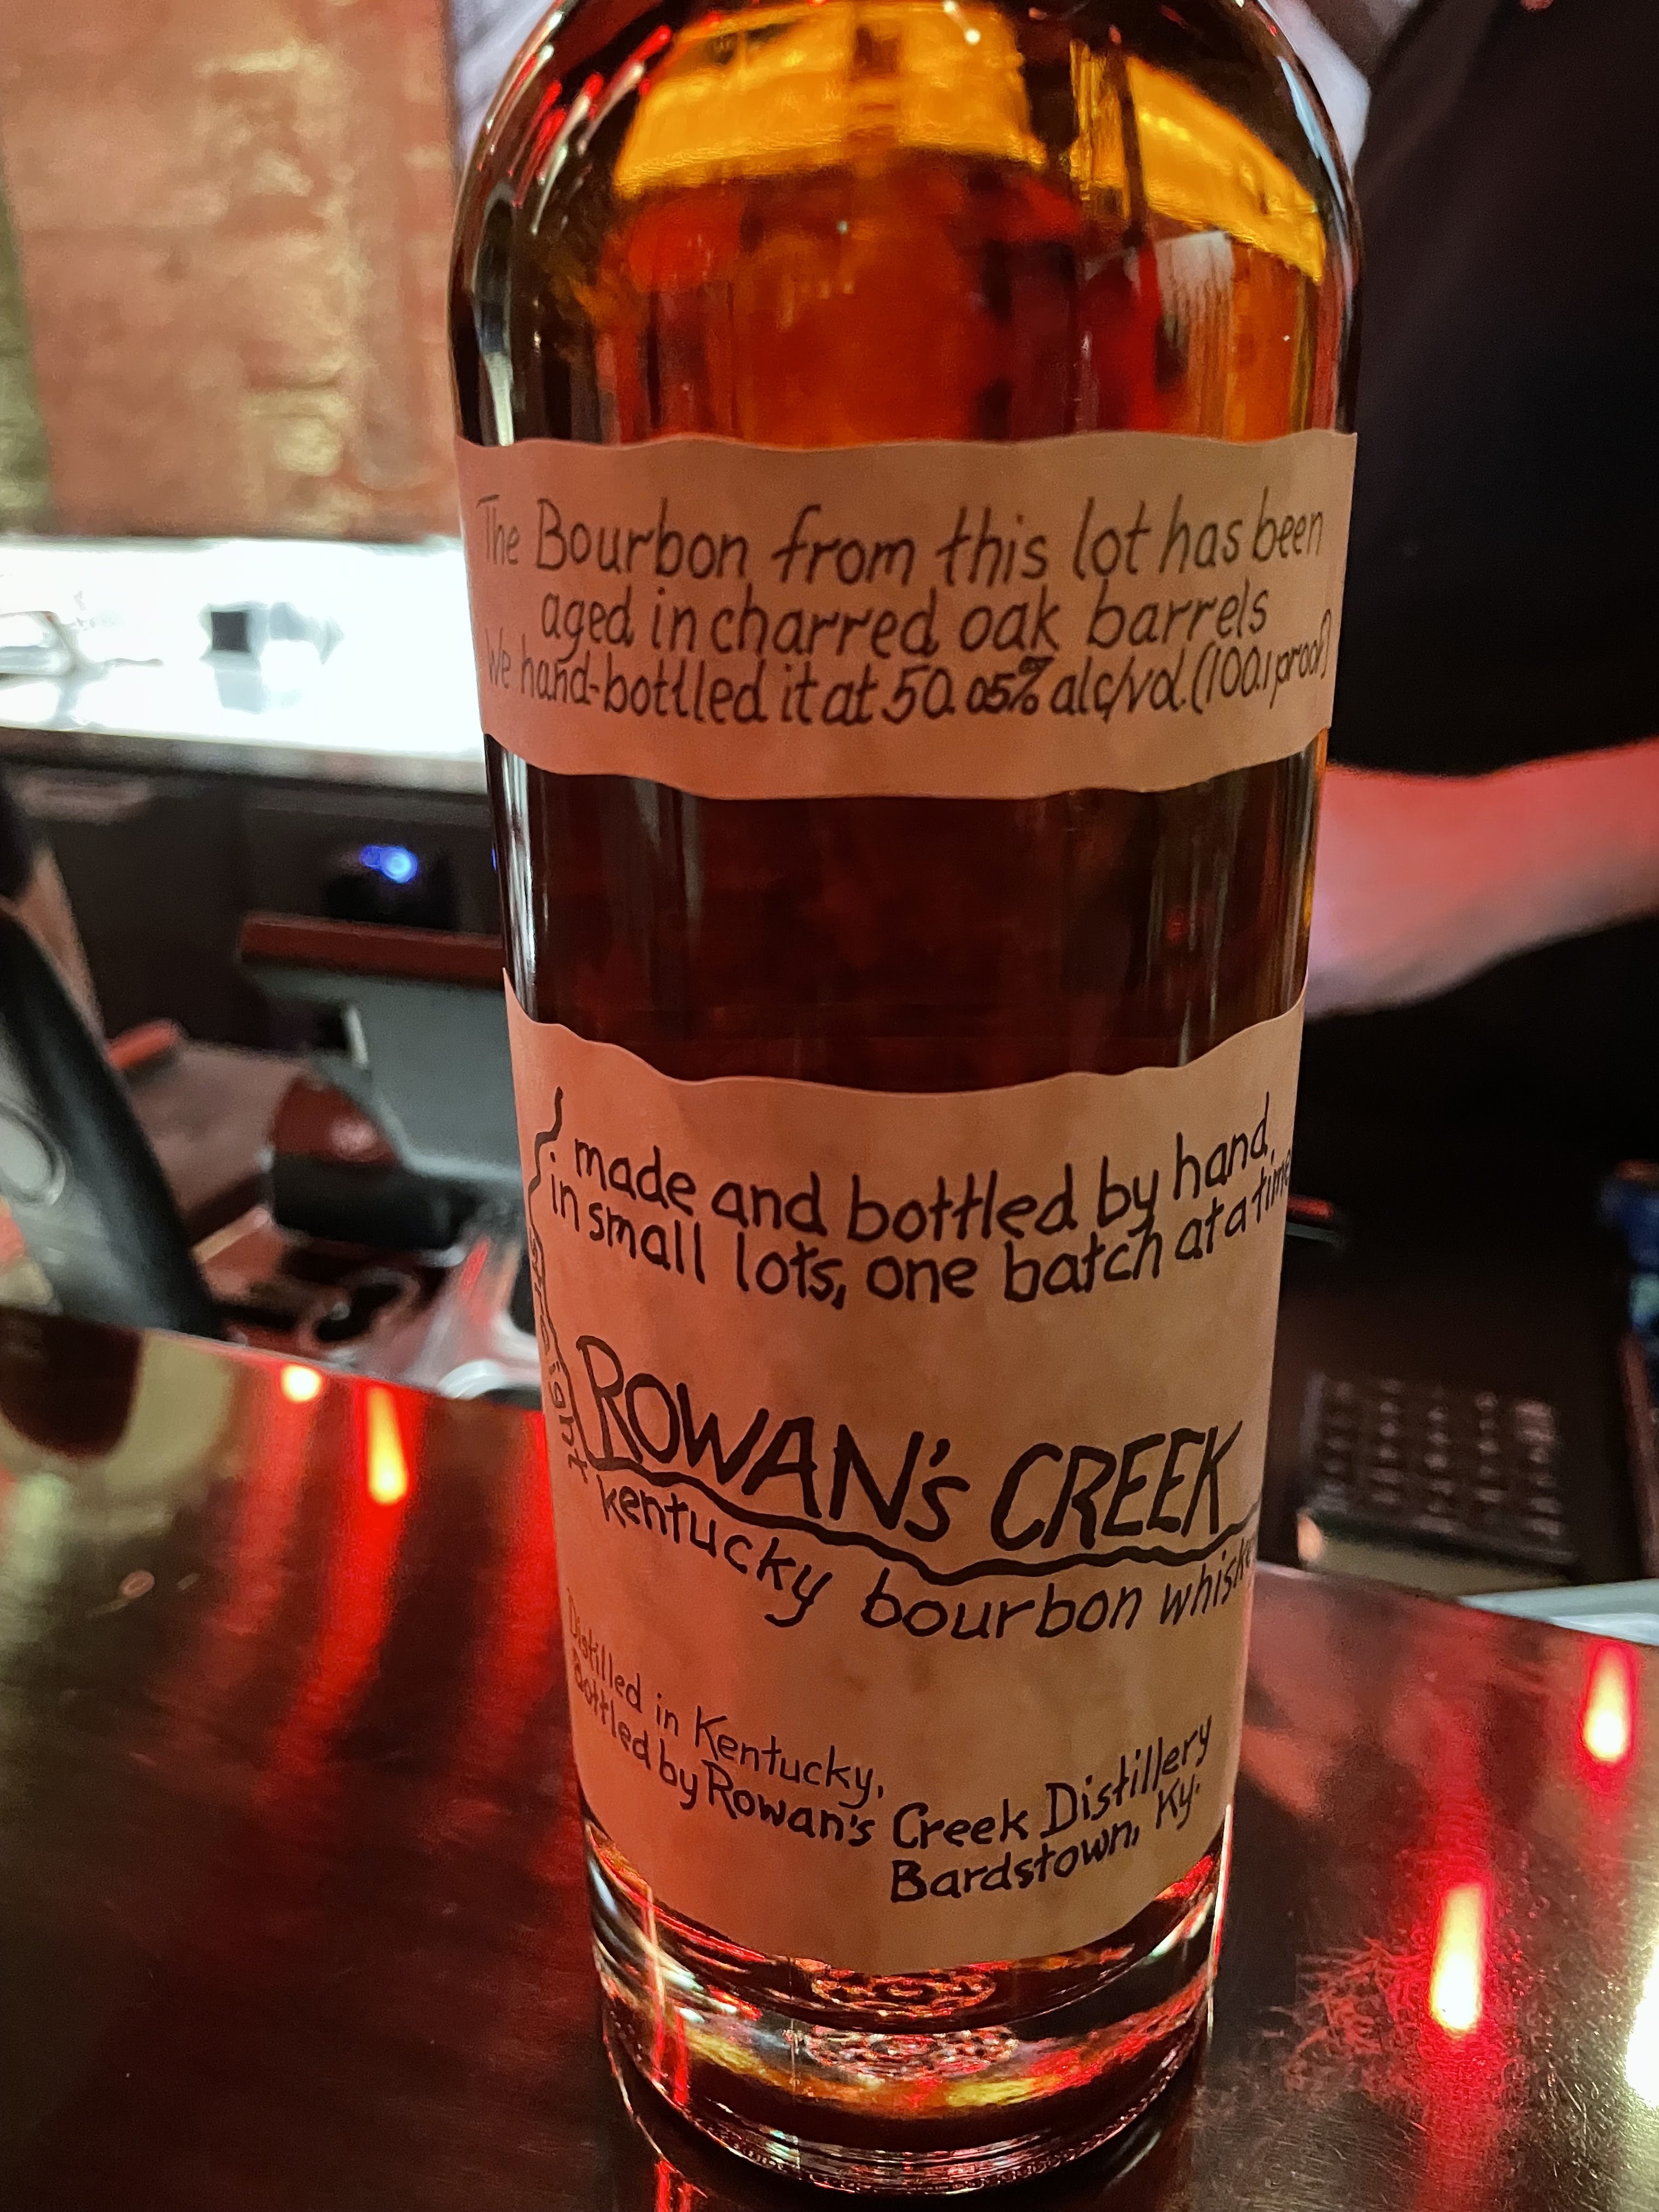 The Bourbon from this lot has been
aged in charred oak barrels
We hand-bottled it at 50.05% alc/vol. (100.1 proof)
made and bottled by hand
in small lots, one batch at a time
straight
ROWAN's CREEK
kentucky bourbon whiske
Distilled in Kentucky,
Bottled by Rowan's Creek Distillery
Bardstown, Ky.